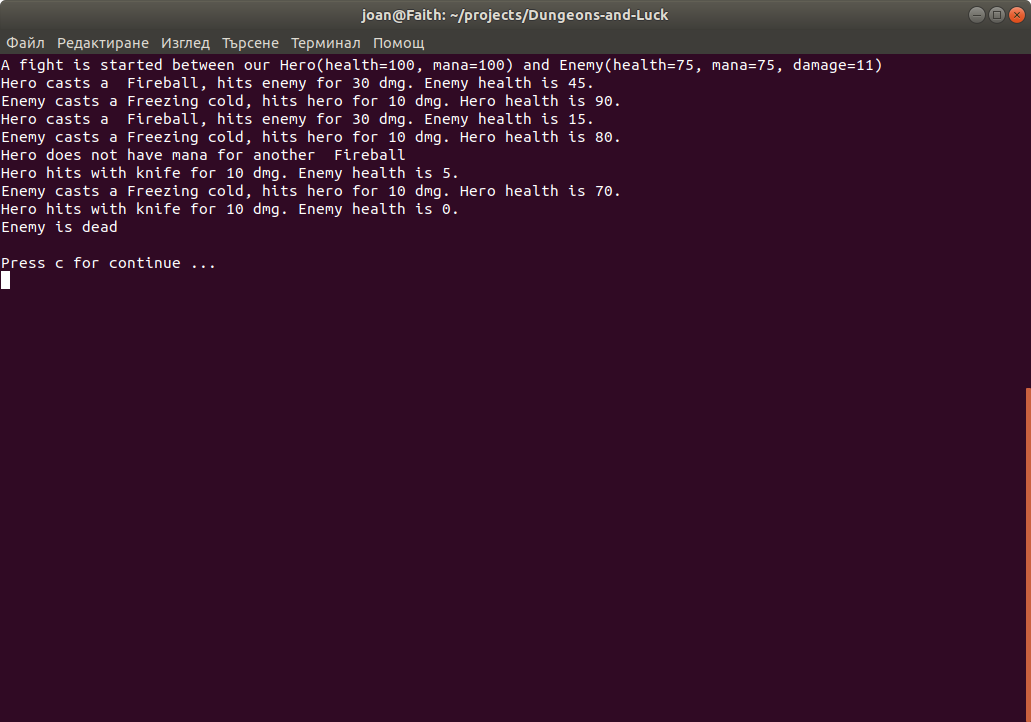 joan@Faith: ~/projects/Dungeons-and-Luck
Файл Редактиране Изглед Търсене Терминал Помощ
A fight is started between our Hero(health=100, mana=100) and Enemy(health=75, mana=75, damage=11)
Hero casts a  Fireball, hits enemy for 30 dmg. Enemy health is 45.
Enemy casts a Freezing cold, hits hero for 10 dmg. Hero health is 90.
Hero casts a  Fireball, hits enemy for 30 dmg. Enemy health is 15.
Enemy casts a Freezing cold, hits hero for 10 dmg. Hero health is 80.
Hero does not have mana for another  Fireball
Hero hits with knife for 10 dmg. Enemy health is 5.
Enemy casts a Freezing cold, hits hero for 10 dmg. Hero health is 70.
Hero hits with knife for 10 dmg. Enemy health is 0.
Enemy is dead
Press c for continue ...